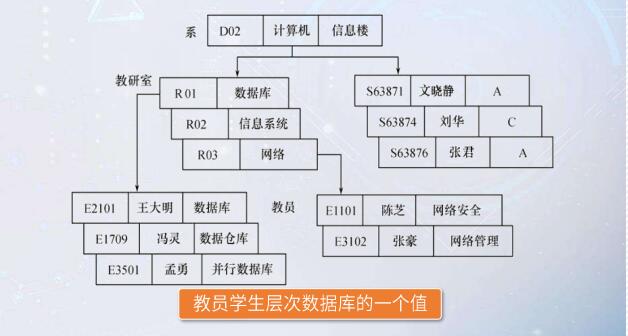 系 D02 计算机 信息楼
教研室 R01 数据库 S63871 文晓静 A
R02 信息系统 S63874 刘华 C
R03 网络 S63876 张君 A
E2101 王大明 数据库 教员 E1101 陈芝 网络安全
E1709 冯灵 数据仓库 E3102 张豪 网络管理
E3501 孟勇 并行数据库
教员学生层次数据库的一个值